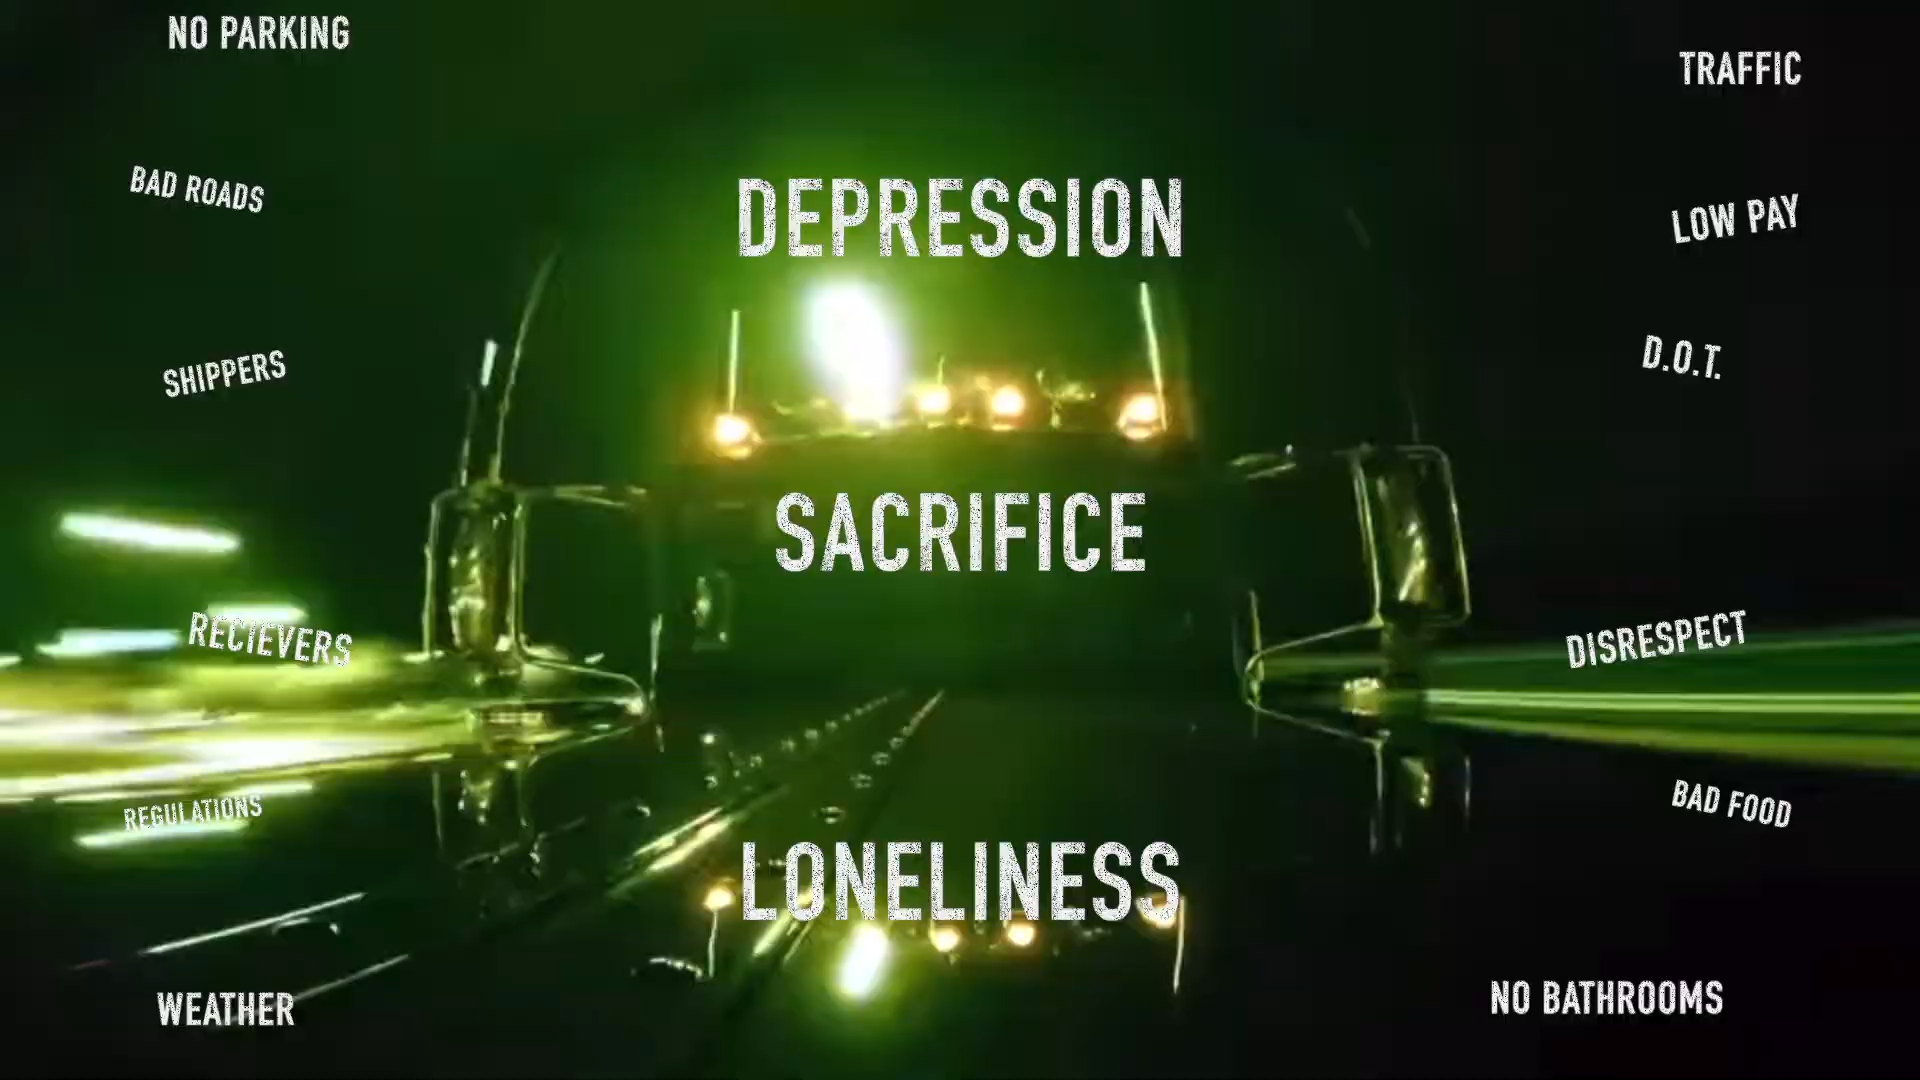 NO PARKING
TRAFFIC
BAD ROADS
DEPRESSION
LOW PAY
SHIPPERS
D.O.T.
SACRIFICE
RECIEVERS
DISRESPECT
REGULATIONS
BAD FOOD
LONELINESS
WEATHER
NO BATHROOMS